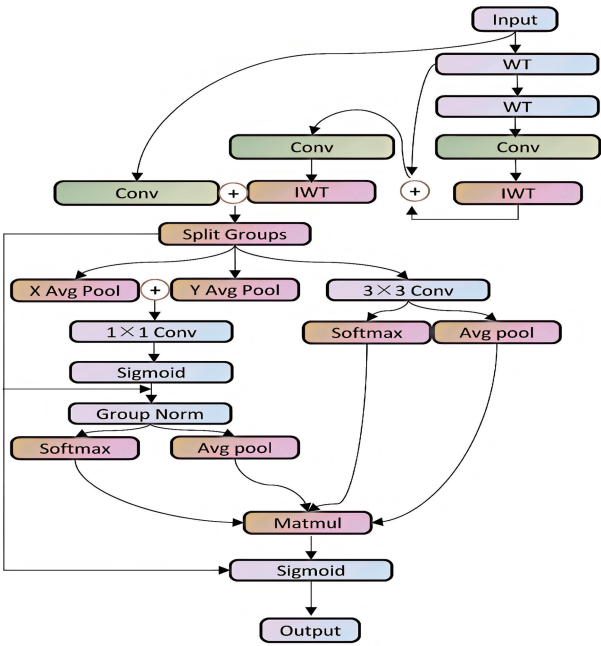 Input
WT
WT
Conv
Conv
Conv
+
IWT
+
IWT
Split Groups
X Avg Pool
+
Y Avg Pool
3×3 Conv
1×1 Conv
Softmax
Avg pool
Sigmoid
Group Norm
Softmax
Avg pool
Matmul
Sigmoid
Output